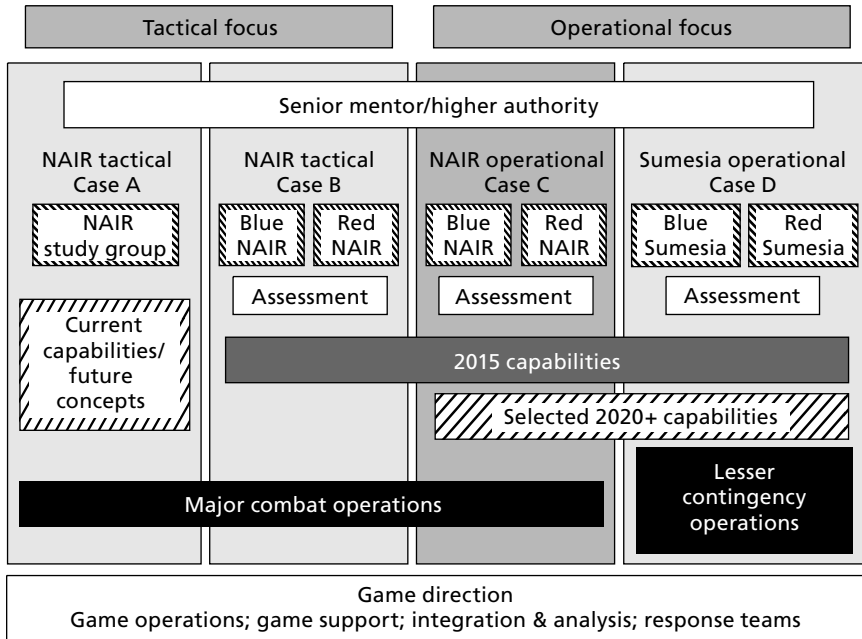 Tactical focus
Operational focus
Senior mentor/higher authority
NAIR tactical
Case A
NAIR tactical
Case B
NAIR operational
Case C
Sumesia operational
Case D
NAIR
study group
Blue
NAIR
Red
NAIR
Blue
NAIR
Red
NAIR
Blue
Sumesia
Red
Sumesia
Assessment
Assessment
Assessment
Current
capabilities/
future
concepts
2015 capabilities
Selected 2020+ capabilities
Major combat operations
Lesser
contingency
operations
Game direction
Game operations; game support; integration & analysis; response teams